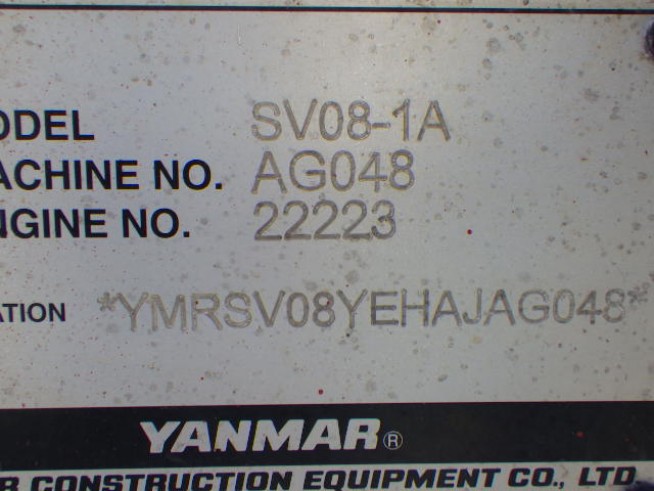 ODEL SV08-1A
ACHINE NO. AG048
NGINE NO. 22223
ATION *YMRSV08YEHAJAG048*
YANMAR®
R CONSTRUCTION EQUIPMENT CO., LTD